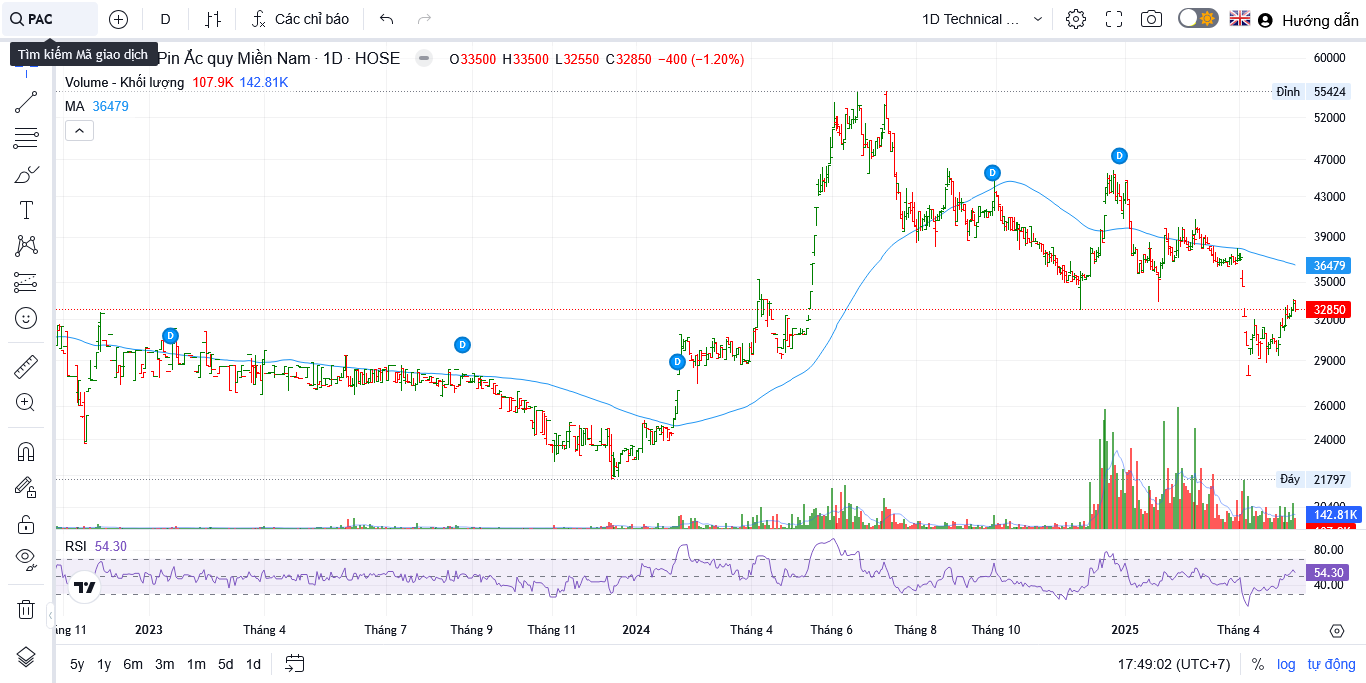 PAC
D
Các chỉ báo
1D Technical ...
Hướng dẫn
Tìm kiếm Mã giao dịch
Pin Ắc quy Miền Nam · 1D · HOSE
O33500 H33500 L32550 C32850 −400 (−1.20%)
Volume - Khối lượng 107.9K 142.81K
MA 36479
60000
Đỉnh 55424
52000
47000
43000
39000
36479
35000
32850
32000
29000
26000
24000
Đáy 21797
142.81K
D
D
D
D
D
RSI 54.30
80.00
54.30
40.00
ng 11
2023
Tháng 4
Tháng 7
Tháng 9
Tháng 11
2024
Tháng 4
Tháng 6
Tháng 8
Tháng 10
2025
Tháng 4
5y 1y 6m 3m 1m 5d 1d
17:49:02 (UTC+7) % log tự động